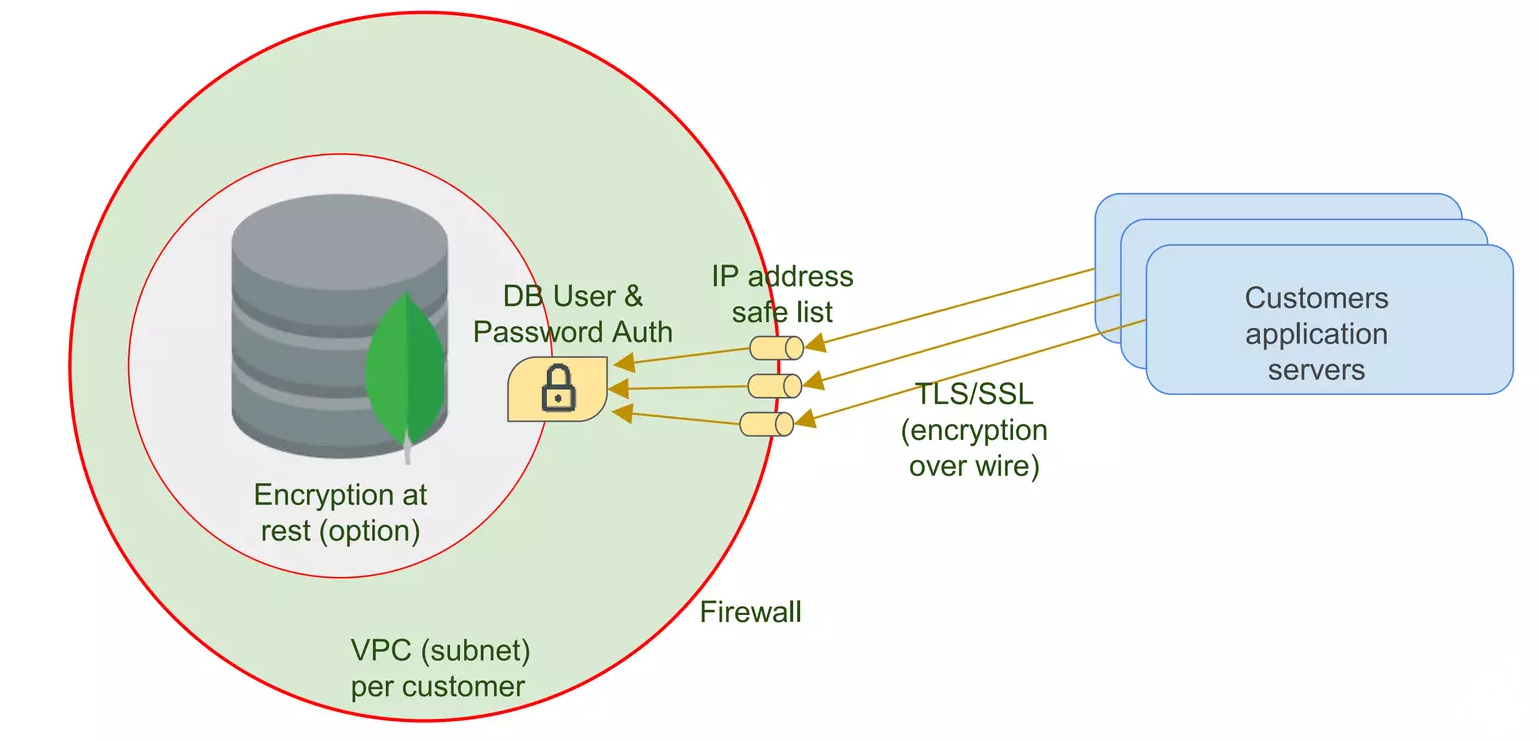 IP address
safe list
DB User &
Password Auth
Customers
application
servers
TLS/SSL
(encryption
over wire)
Encryption at
rest (option)
Firewall
VPC (subnet)
per customer